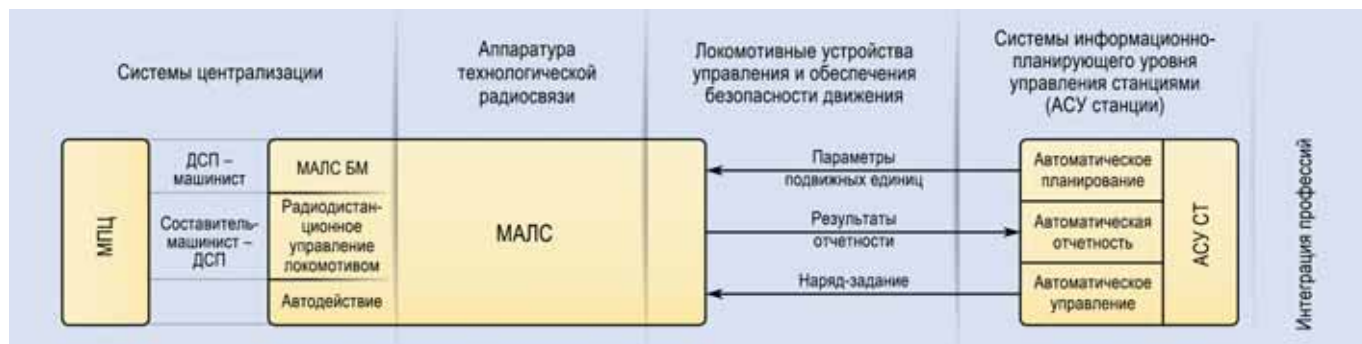 Системы централизации
Аппаратура
технологической
радиосвязи
Локомотивные устройства
управления и обеспечения
безопасности движения
Системы информационно-
планирующего уровня
управления станциями
(АСУ станции)
МПЦ
ДСП –
машинист
Составитель-
машинист –
ДСП
МАЛС БМ
Радиодистан-
ционное
управление
локомотивом
Автодействие
МАЛС
Параметры
подвижных единиц
Результаты
отчетности
Наряд-задание
Автоматическое
планирование
Автоматическая
отчетность
Автоматическое
управление
АСУ СТ
Интеграция профессий